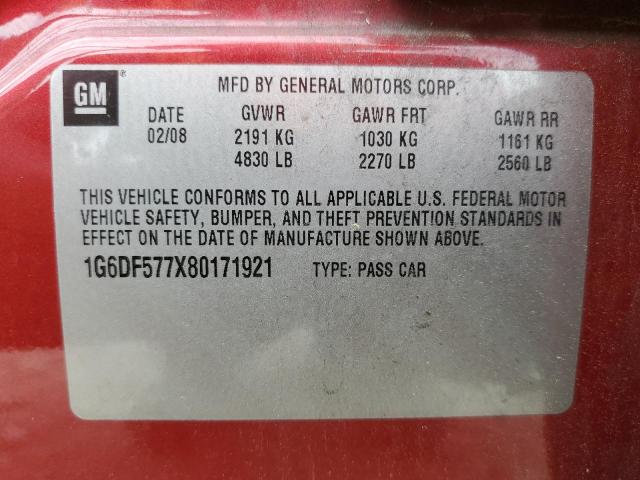 GM®
MFD BY GENERAL MOTORS CORP.
DATE GVWR GAWR FRT GAWR RR
02/08 2191 KG 1030 KG 1161 KG
4830 LB 2270 LB 2560 LB
THIS VEHICLE CONFORMS TO ALL APPLICABLE U.S. FEDERAL MOTOR
VEHICLE SAFETY, BUMPER, AND THEFT PREVENTION STANDARDS IN
EFFECT ON THE DATE OF MANUFACTURE SHOWN ABOVE.
1G6DF577X80171921 TYPE: PASS CAR